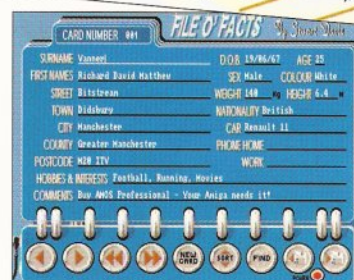 CARD NUMBER 001
FILE O' FACTS
SURNAME Vanneri D.O.B 19/06/67 AGE 25
FIRST NAMES Richard David Matthew SEX Male COLOUR White
STREET Bitstream WEIGHT 140 Kg HEIGHT 6.4 m
TOWN Didsbury NATIONALITY British
CITY Manchester CAR Renault 11
COUNTY Greater Manchester PHONE HOME
POSTCODE M20 ITV WORK
HOBBIES & INTERESTS Football, Running, Movies
COMMENTS Buy AMOS Professional - Your Amiga needs it!
NEW CARD SORT FIND
POWER